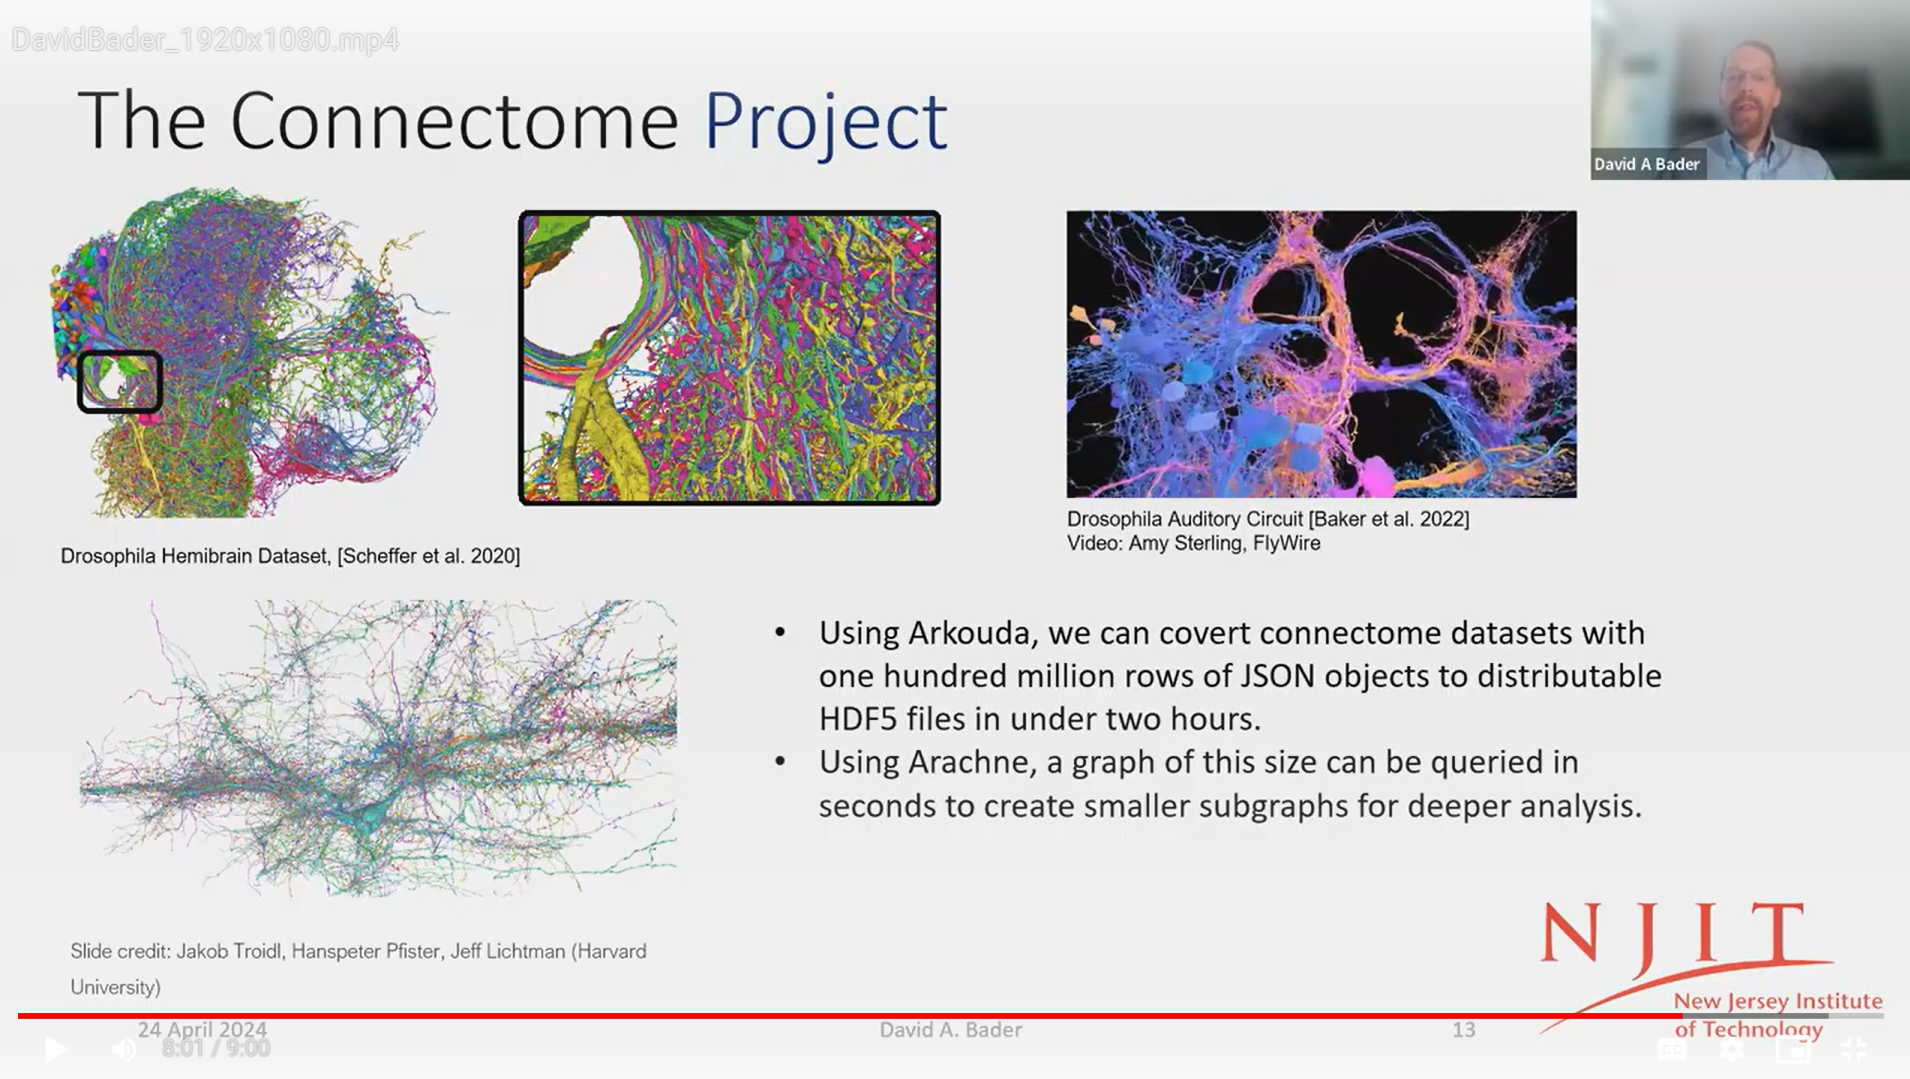 DavidBader_1920x1080.mp4
The Connectome Project
David A Bader
Drosophila Auditory Circuit [Baker et al. 2022]
Video: Amy Sterling, FlyWire
Drosophila Hemibrain Dataset, [Scheffer et al. 2020]
• Using Arkouda, we can covert connectome datasets with
one hundred million rows of JSON objects to distributable
HDF5 files in under two hours.
• Using Arachne, a graph of this size can be queried in
seconds to create smaller subgraphs for deeper analysis.
Slide credit: Jakob Troidl, Hanspeter Pfister, Jeff Lichtman (Harvard
University)
NJIT
New Jersey Institute
of Technology
24 April 2024
David A. Bader
13
8:01 / 9:00
CC